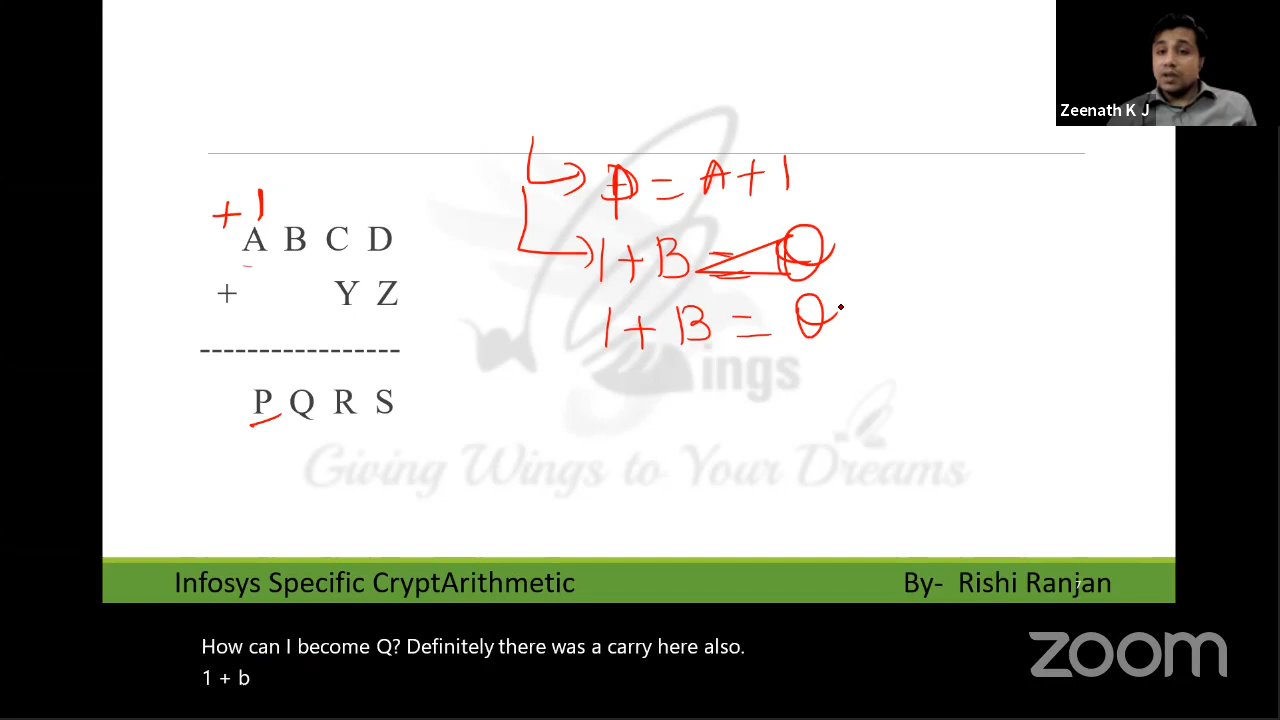 Zeenath K J
P = A + 1
+ 1
A B C D
1 + B = Q
+ Y Z
1 + B = Q
------------------
P Q R S
ings
Giving Wings to Your Dreams
Infosys Specific CryptArithmetic
By- Rishi Ranjan
7
How can I become Q? Definitely there was a carry here also.
1 + b
zoom